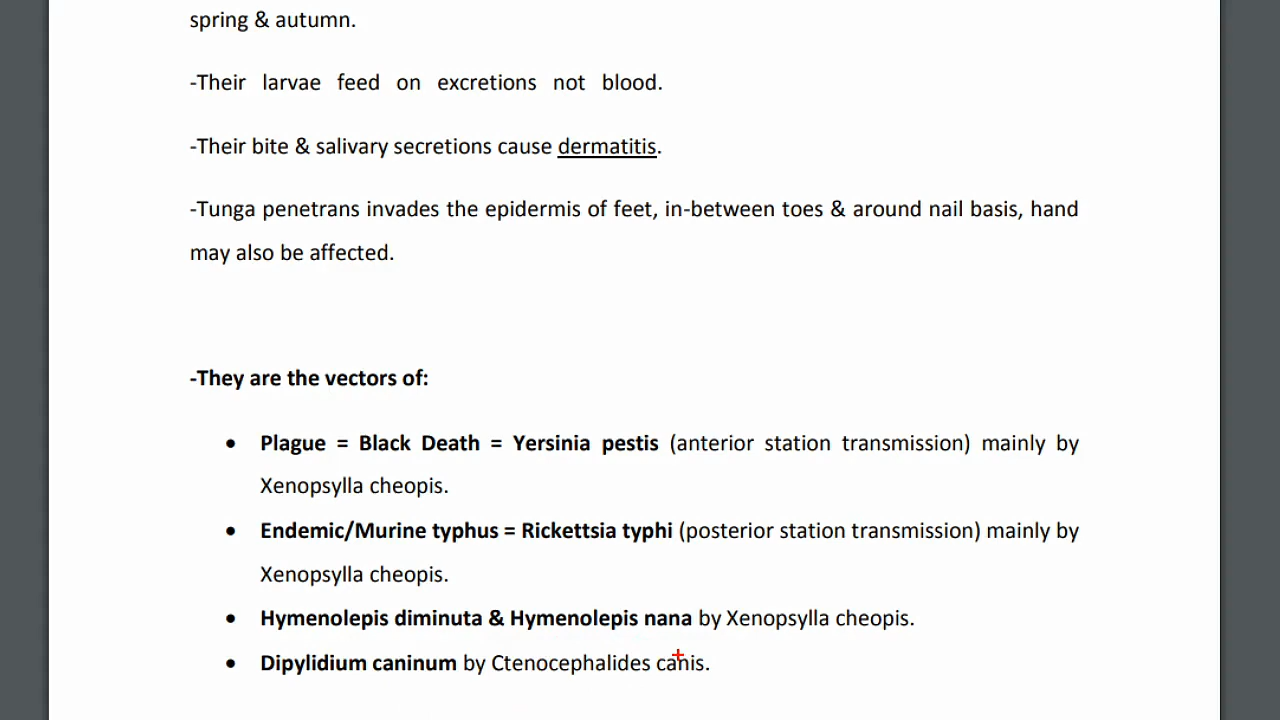 spring & autumn.
-Their larvae feed on excretions not blood.
-Their bite & salivary secretions cause dermatitis.
-Tunga penetrans invades the epidermis of feet, in-between toes & around nail basis, hand
may also be affected.
-They are the vectors of:
• Plague = Black Death = Yersinia pestis (anterior station transmission) mainly by
Xenopsylla cheopis.
• Endemic/Murine typhus = Rickettsia typhi (posterior station transmission) mainly by
Xenopsylla cheopis.
• Hymenolepis diminuta & Hymenolepis nana by Xenopsylla cheopis.
• Dipylidium caninum by Ctenocephalides canis.